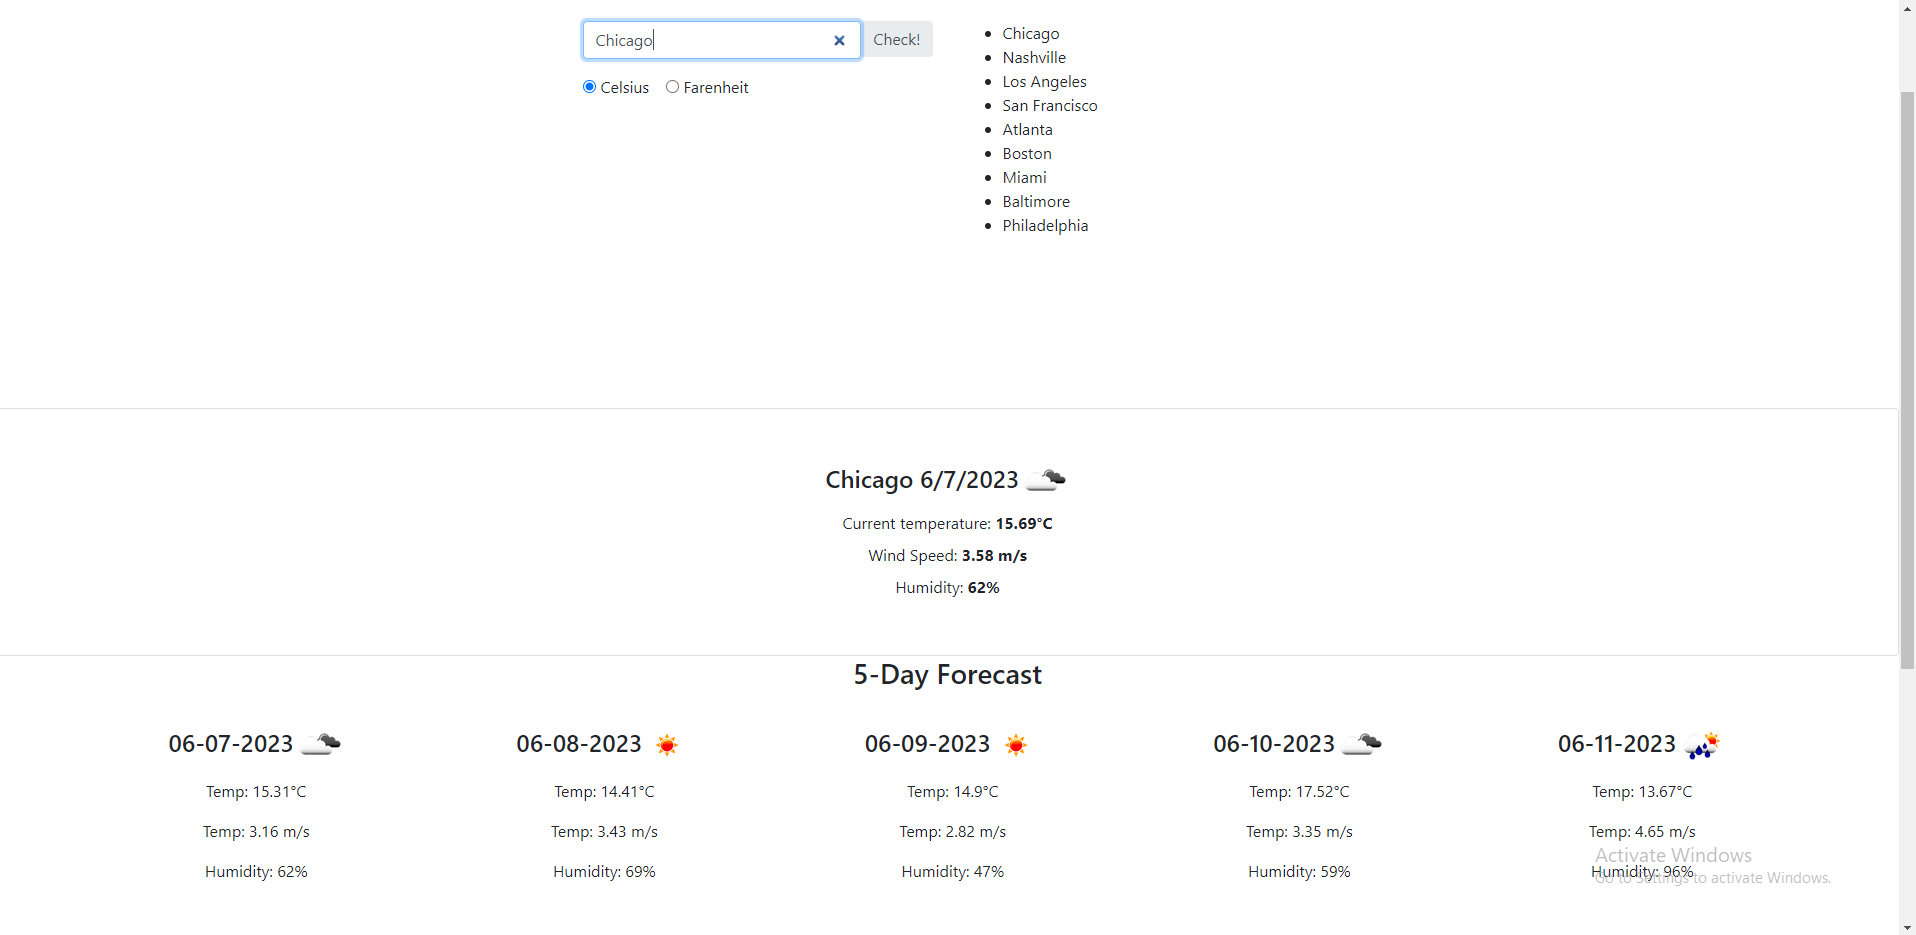 Chicago
Check!
Celsius Farenheit
Chicago
Nashville
Los Angeles
San Francisco
Atlanta
Boston
Miami
Baltimore
Philadelphia
Chicago 6/7/2023
Current temperature: 15.69°C
Wind Speed: 3.58 m/s
Humidity: 62%
5-Day Forecast
06-07-2023
Temp: 15.31°C
Temp: 3.16 m/s
Humidity: 62%
06-08-2023
Temp: 14.41°C
Temp: 3.43 m/s
Humidity: 69%
06-09-2023
Temp: 14.9°C
Temp: 2.82 m/s
Humidity: 47%
06-10-2023
Temp: 17.52°C
Temp: 3.35 m/s
Humidity: 59%
06-11-2023
Temp: 13.67°C
Temp: 4.65 m/s
Humidity: 96%
Activate Windows
Go to Settings to activate Windows.